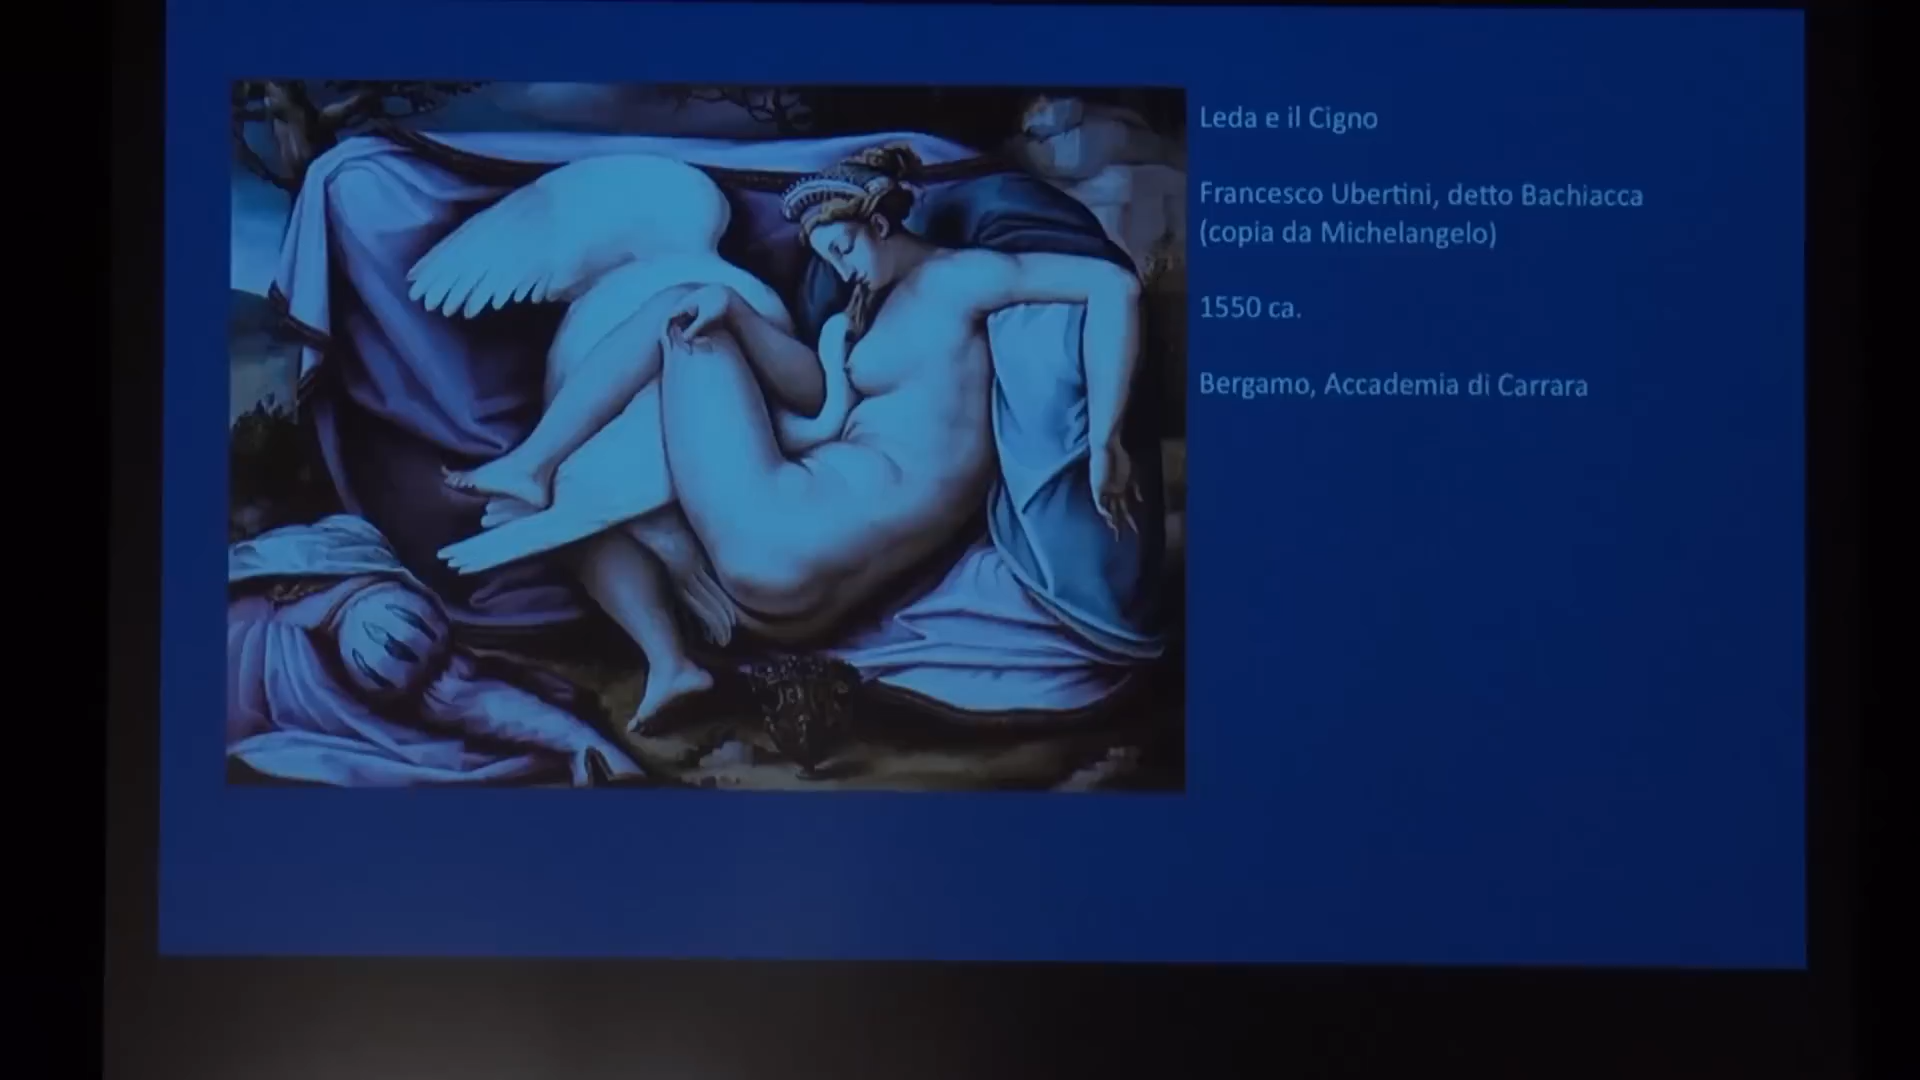 Leda e il Cigno
Francesco Ubertini, detto Bachiacca
(copia da Michelangelo)
1550 ca.
Bergamo, Accademia di Carrara